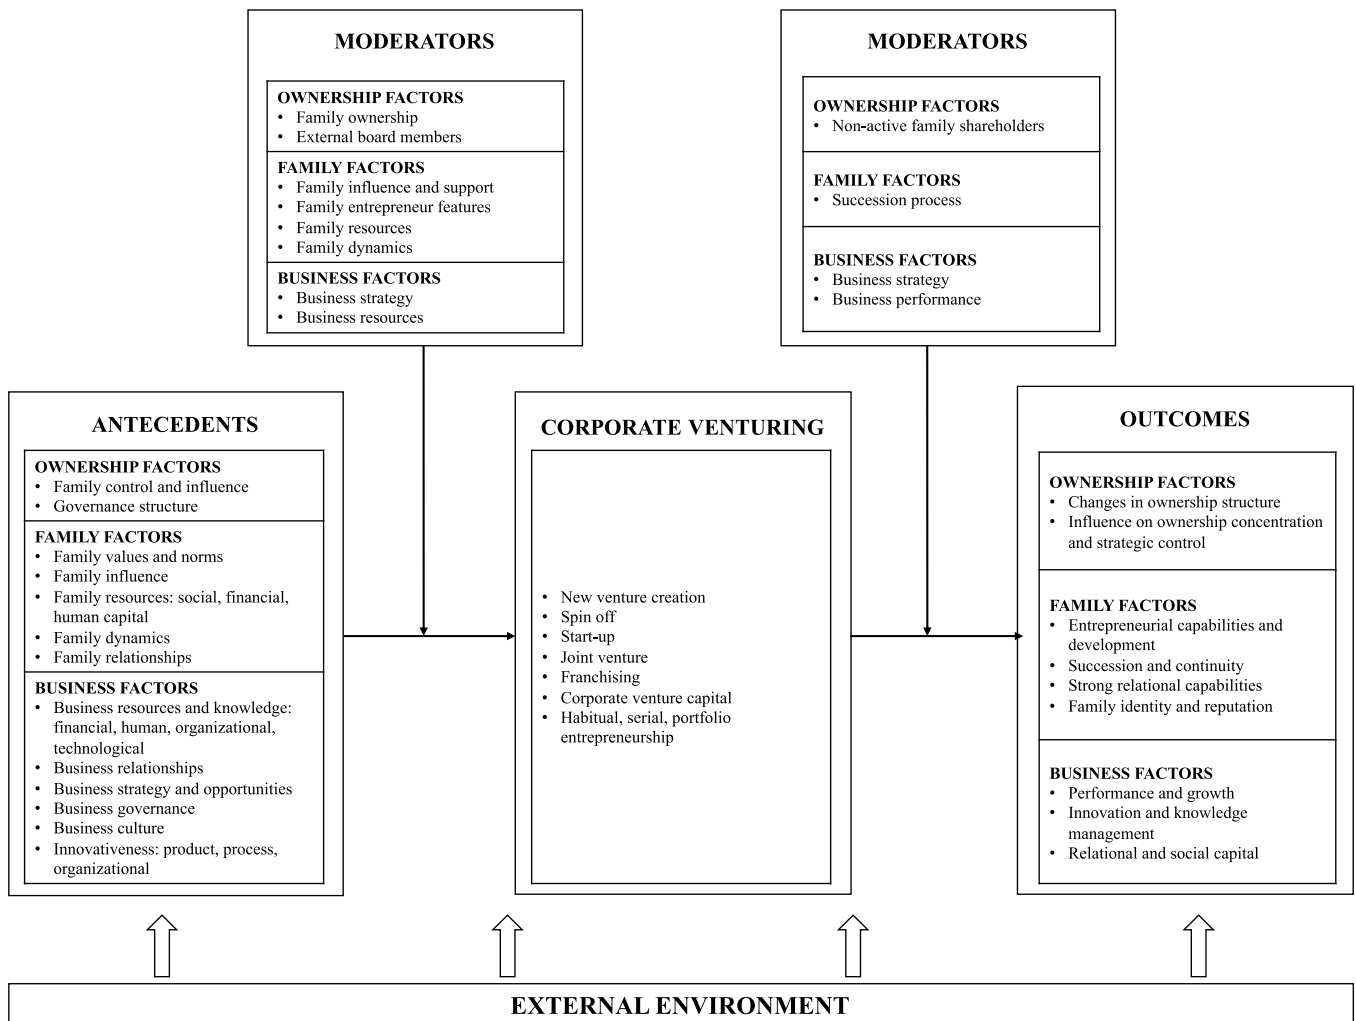 MODERATORS
OWNERSHIP FACTORS
• Family ownership
• External board members
FAMILY FACTORS
• Family influence and support
• Family entrepreneur features
• Family resources
• Family dynamics
BUSINESS FACTORS
• Business strategy
• Business resources
MODERATORS
OWNERSHIP FACTORS
• Non-active family shareholders
FAMILY FACTORS
• Succession process
BUSINESS FACTORS
• Business strategy
• Business performance
ANTECEDENTS
OWNERSHIP FACTORS
• Family control and influence
• Governance structure
FAMILY FACTORS
• Family values and norms
• Family influence
• Family resources: social, financial,
human capital
• Family dynamics
• Family relationships
BUSINESS FACTORS
• Business resources and knowledge:
financial, human, organizational,
technological
• Business relationships
• Business strategy and opportunities
• Business governance
• Business culture
• Innovativeness: product, process,
organizational
CORPORATE VENTURING
• New venture creation
• Spin off
• Start-up
• Joint venture
• Franchising
• Corporate venture capital
• Habitual, serial, portfolio
entrepreneurship
OUTCOMES
OWNERSHIP FACTORS
• Changes in ownership structure
• Influence on ownership concentration
and strategic control
FAMILY FACTORS
• Entrepreneurial capabilities and
development
• Succession and continuity
• Strong relational capabilities
• Family identity and reputation
BUSINESS FACTORS
• Performance and growth
• Innovation and knowledge
management
• Relational and social capital
EXTERNAL ENVIRONMENT